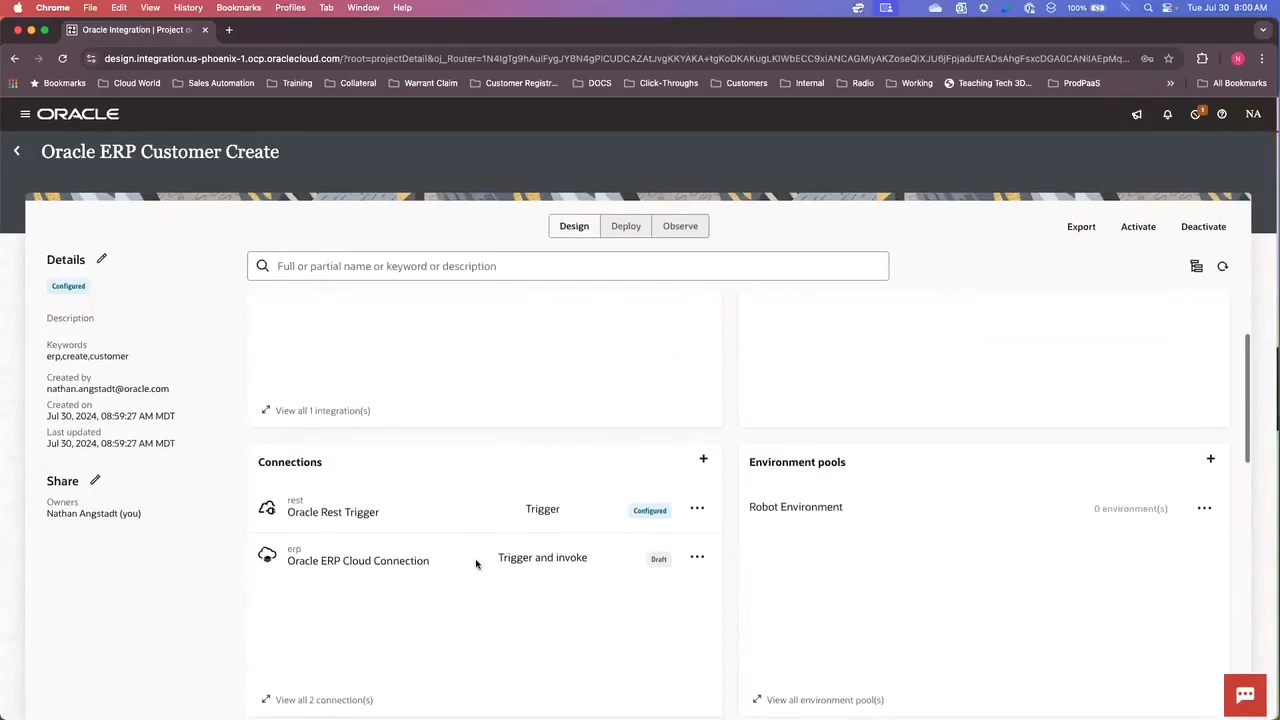 Chrome File Edit View History Bookmarks Profiles Tab Window Help 100% Tue Jul 30 8:00 AM
Oracle Integration | Project d
design.integration.us-phoenix-1.ocp.oraclecloud.com/?root=projectDetail&oj_Router=
Bookmarks Cloud World Sales Automation Training Collateral Warrant Claim Customer Registr... DOCS Click-Throughs Customers Internal Radio Working Teaching Tech 3D... ProdPaaS » All Bookmarks
ORACLE 1 NA
Oracle ERP Customer Create
Design Deploy Observe Export Activate Deactivate
Details
Full or partial name or keyword or description
Configured
Description
Keywords
erp,create,customer
Created by
nathan.angstadt@oracle.com
Created on
Jul 30, 2024, 08:59:27 AM MDT
Last updated
Jul 30, 2024, 08:59:27 AM MDT
Share
Owners
Nathan Angstadt (you)
View all 1 integration(s)
Connections
rest
Oracle Rest Trigger Trigger Configured
erp
Oracle ERP Cloud Connection Trigger and invoke Draft
View all 2 connection(s)
Environment pools
Robot Environment 0 environment(s)
View all environment pool(s)